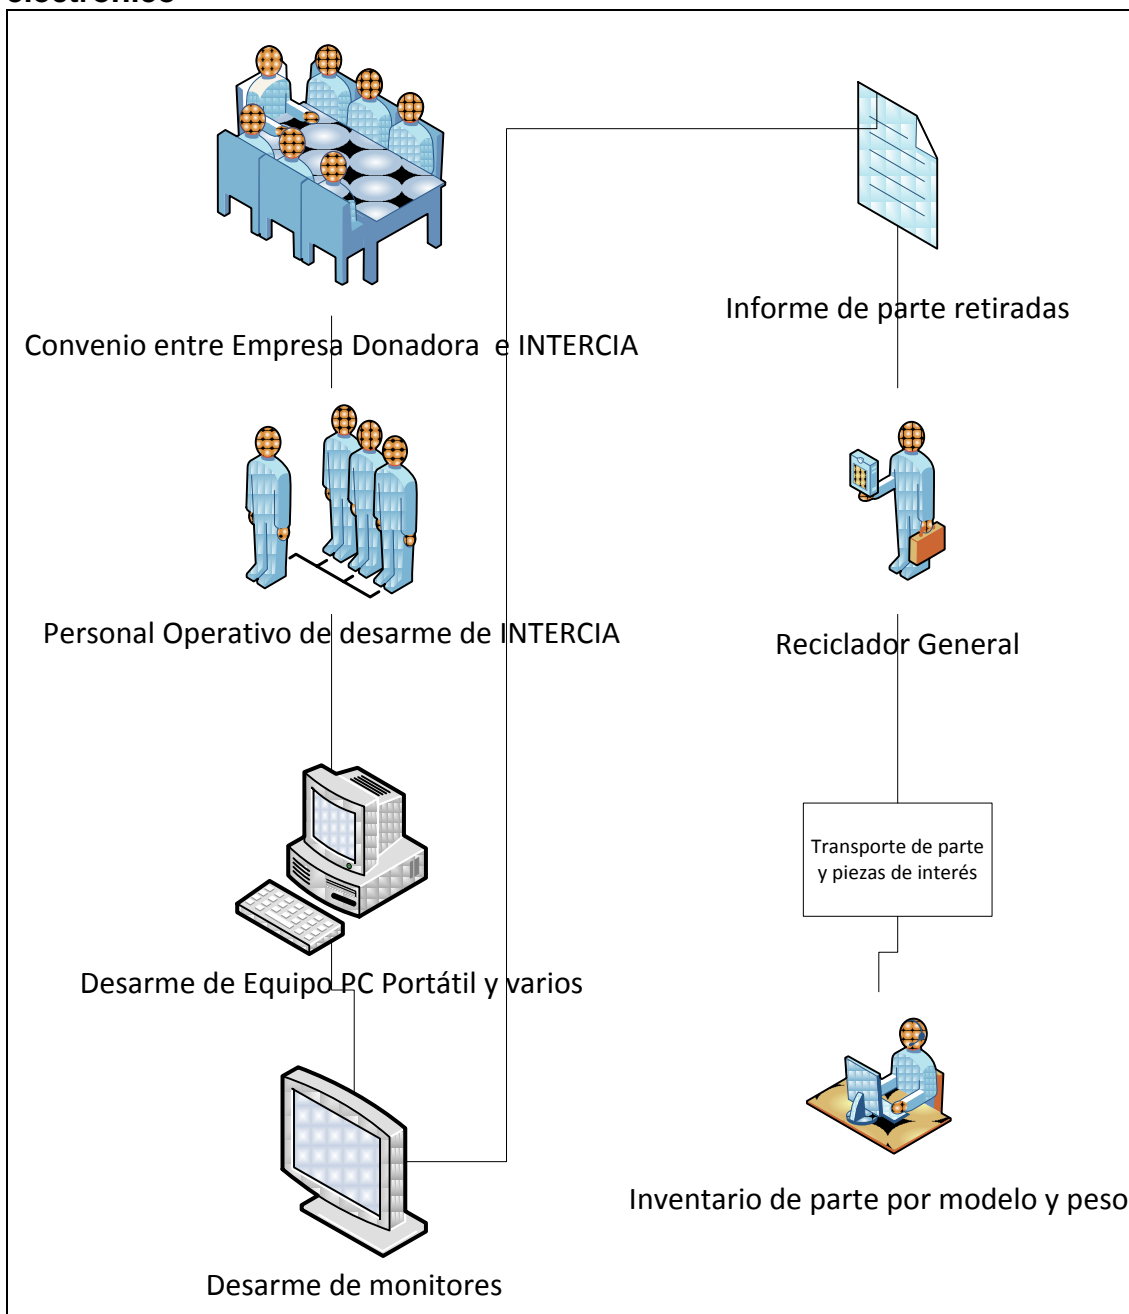 Convenio entre Empresa Donadora  e INTERCIA
Personal Operativo de desarme de INTERCIA
Desarme de Equipo PC Portátil y varios
Desarme de monitores
Informe de parte retiradas
Reciclador General
Transporte de parte
y piezas de interés
Inventario de parte por modelo y peso